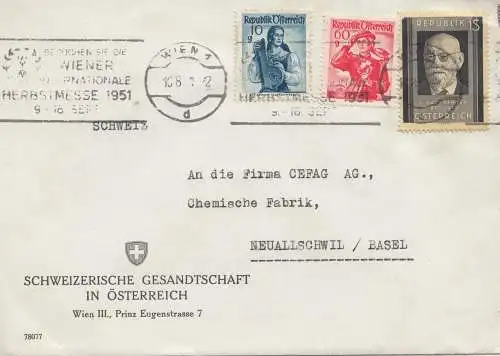 BESUCHEN SIE DIE
WIENER
INTERNATIONALE
HERBSTMESSE 1951
9.-16. SEPT
WIEN 1
d
Republik Österreich
10
g
Republik Österreich
60
g
REPUBLIK
1 S
ÖSTERREICH
HERBSTMESSE 1951
9.-16. SEPT
SCHWEIZ
An die Firma CEFAG AG.,
Chemische Fabrik,
NEUALLSCHWIL / BASEL
SCHWEIZERISCHE GESANDTSCHAFT
IN ÖSTERREICH
Wien III., Prinz Eugenstrasse 7
78077